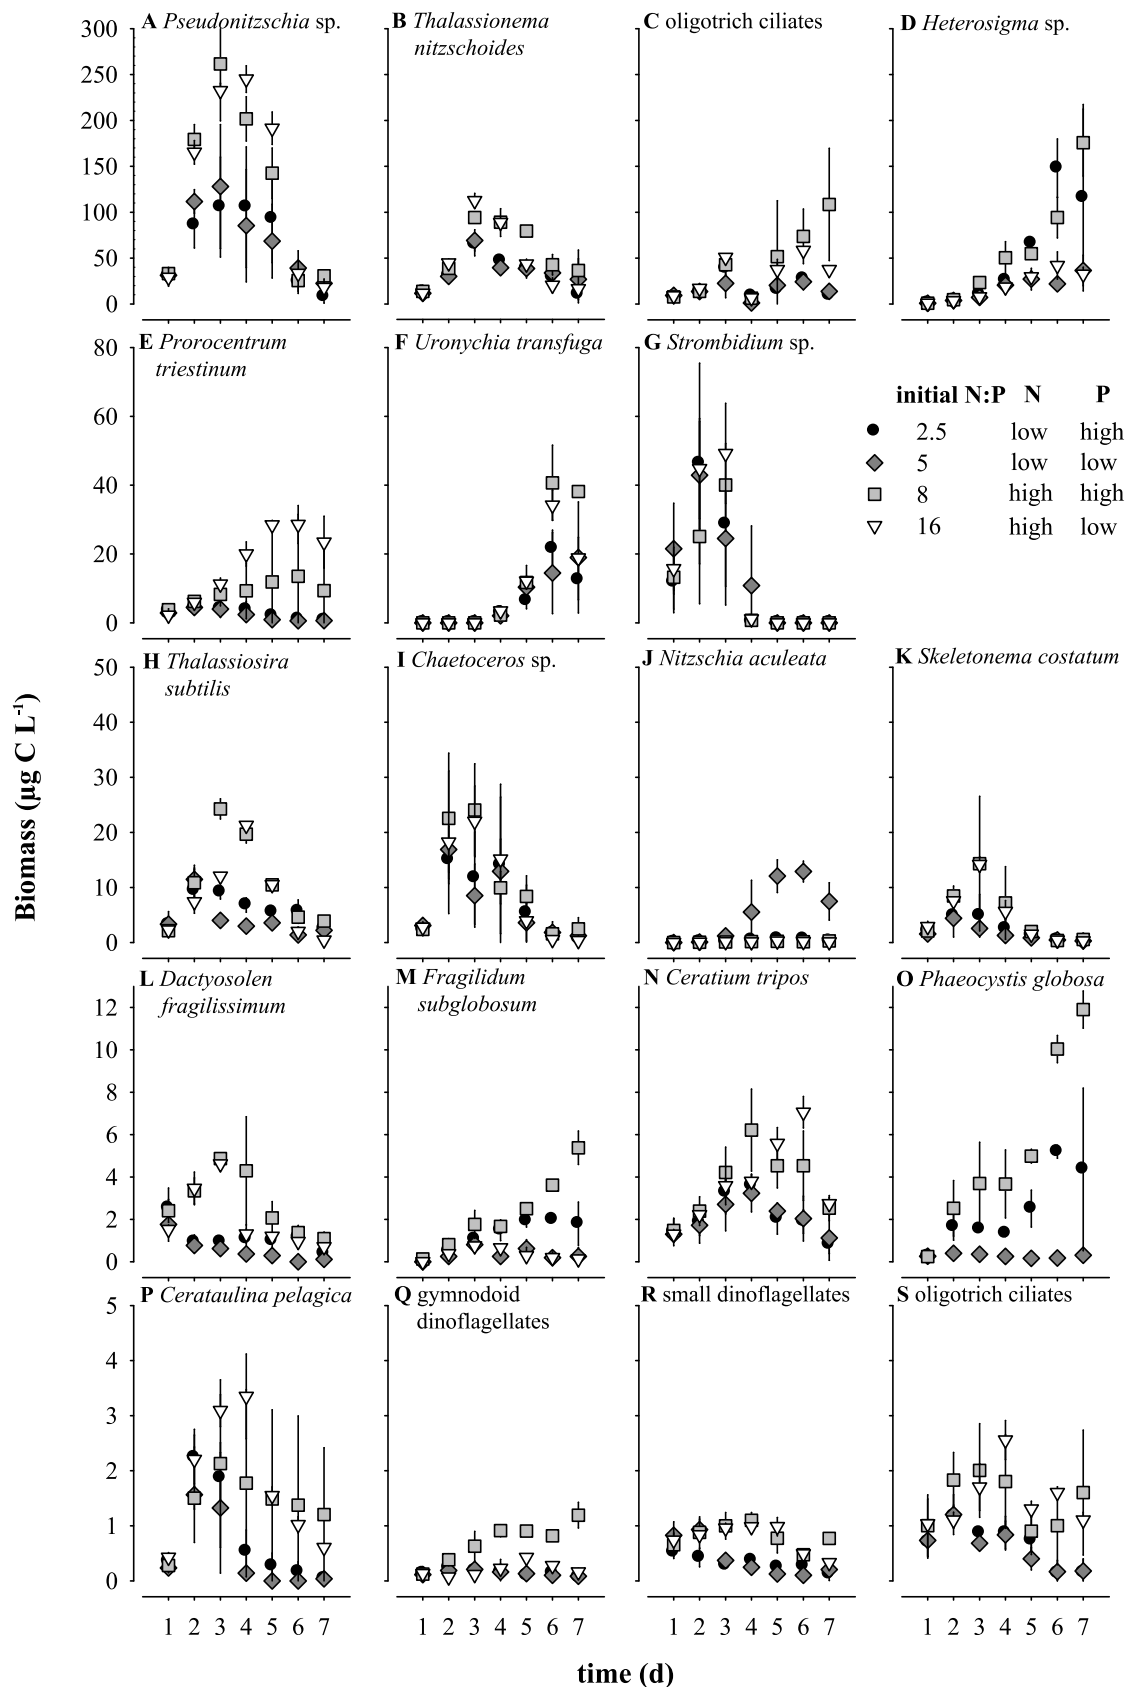 A Pseudonitzschia sp.
B Thalassionema
nitzschoides
C oligotrich ciliates
D Heterosigma sp.
300
250
200
150
100
50
0
E Prorocentrum
triestinum
F Uronychia transfuga
G Strombidium sp.
80
60
40
20
0
initial N:P N P
2.5 low high
5 low low
8 high high
16 high low
H Thalassiosira
subtilis
I Chaetoceros sp.
J Nitzschia aculeata
K Skeletonema costatum
50
40
30
20
10
0
Biomass (µg C L-1)
L Dactyosolen
fragilissimum
M Fragilidum
subglobosum
N Ceratium tripos
O Phaeocystis globosa
12
10
8
6
4
2
0
P Cerataulina pelagica
Q gymnodoid
dinoflagellates
R small dinoflagellates
S oligotrich ciliates
5
4
3
2
1
0
1 2 3 4 5 6 7
1 2 3 4 5 6 7
1 2 3 4 5 6 7
1 2 3 4 5 6 7
time (d)